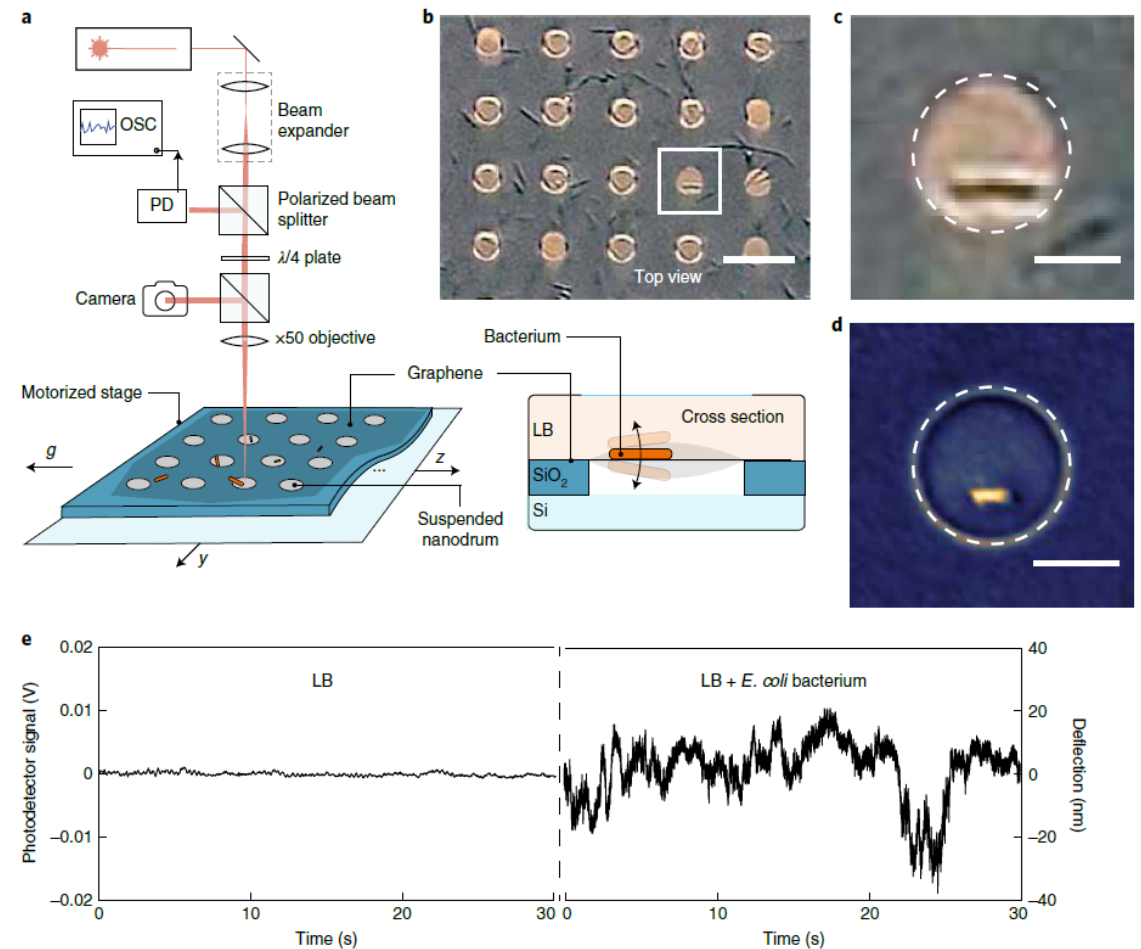 a
OSC
PD
Camera
Beam
expander
Polarized beam
splitter
λ/4 plate
×50 objective
Motorized stage
Graphene
g
z
y
...
Suspended
nanodrum
Bacterium
LB
Cross section
SiO2
Si
b
Top view
c
d
e
Photodetector signal (V)
0.02
0.01
0
–0.01
–0.02
LB
LB + E. coli bacterium
40
20
0
–20
–40
Deflection (nm)
0
10
20
30
0
10
20
30
Time (s)
Time (s)